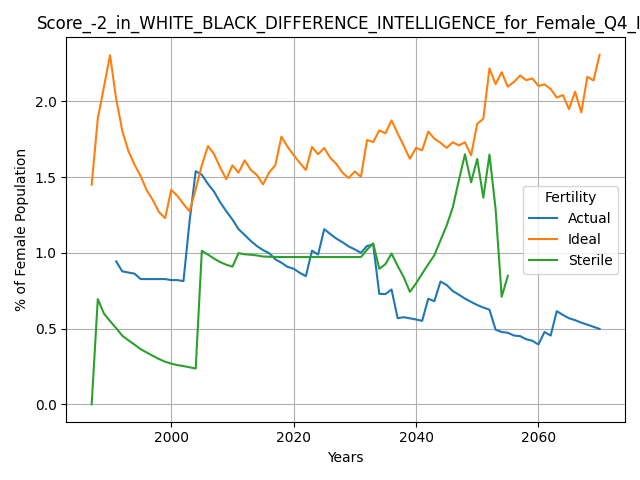 Score_-2_in_WHITE_BLACK_DIFFERENCE_INTELLIGENCE_for_Female_Q4_I
2.0
1.5
1.0
0.5
0.0
% of Female Population
Fertility
Actual
Ideal
Sterile
2000
2020
2040
2060
Years